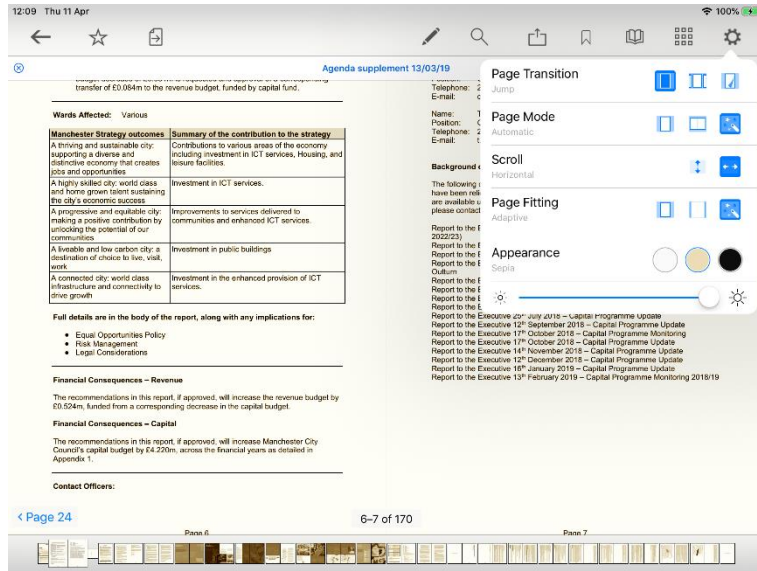 12:09 Thu 11 Apr
100%
Agenda supplement 13/03/19
transfer of £0.084m to the revenue budget, funded by capital fund.
Wards Affected: Various
Manchester Strategy outcomes
Summary of the contribution to the strategy
A thriving and sustainable city:
supporting a diverse and
distinctive economy that creates
jobs and opportunities
Contributions to various areas of the economy
including investment in ICT services, Housing, and
leisure facilities.
A highly skilled city: world class
and home grown talent sustaining
the city's economic success
Investment in ICT services.
A progressive and equitable city:
making a positive contribution by
unlocking the potential of our
communities
Improvements to services delivered to
communities and enhanced ICT services.
A liveable and low carbon city: a
destination of choice to live, visit,
work
Investment in public buildings
A connected city: world class
infrastructure and connectivity to
drive growth
Investment in the enhanced provision of ICT
services.
Full details are in the body of the report, along with any implications for:
• Equal Opportunities Policy
• Risk Management
• Legal Considerations
Financial Consequences – Revenue
The recommendations in this report, if approved, will increase the revenue budget by
£0.524m, funded from a corresponding decrease in the capital budget.
Financial Consequences – Capital
The recommendations in this report, if approved, will increase Manchester City
Council's capital budget by £4.220m, across the financial years as detailed in
Appendix 1.
Contact Officers:
Telephone: 2
E-mail:
Name: T
Position:
Telephone: 2
E-mail: t
Background
The following
have been
are available
please contact
Report to the E
2022/23)
Report to the E
Report to the E
Report to the E
Outturn
Report to the E
Report to the E
Report to the E
Report to the E
Report to the Executive 25th July 2018 – Capital Programme Update
Report to the Executive 12th September 2018 – Capital Programme Update
Report to the Executive 17th October 2018 – Capital Programme Monitoring
Report to the Executive 17th October 2018 – Capital Programme Update
Report to the Executive 14th November 2018 – Capital Programme Update
Report to the Executive 12th December 2018 – Capital Programme Update
Report to the Executive 16th January 2019 – Capital Programme Update
Report to the Executive 13th February 2019 – Capital Programme Monitoring 2018/19
Page Transition
Jump
Page Mode
Automatic
Scroll
Horizontal
Page Fitting
Adaptive
Appearance
Sepia
< Page 24
6–7 of 170
Page 6
Page 7